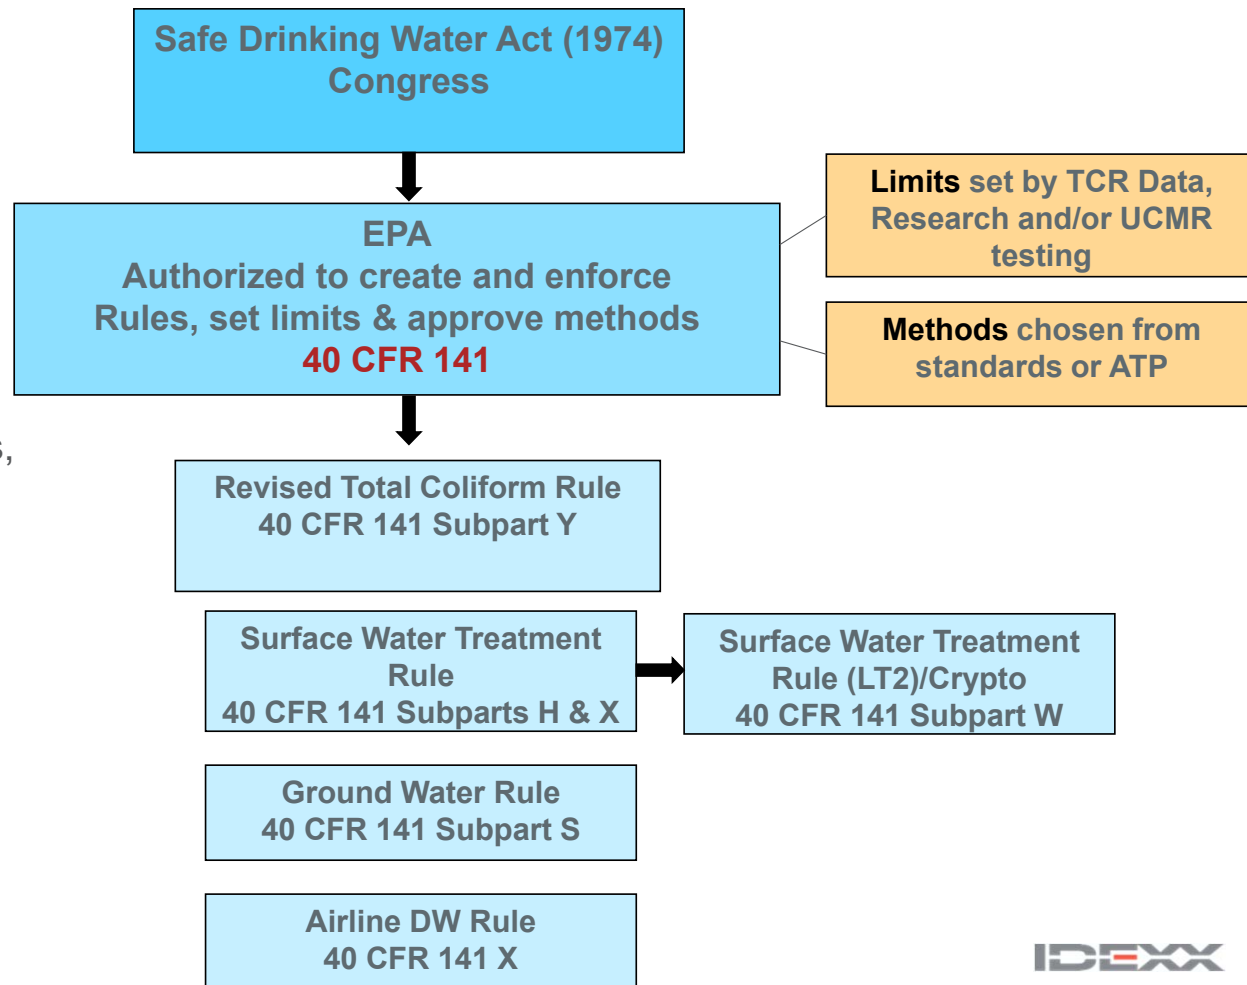 Safe Drinking Water Act (1974)
Congress
EPA
Authorized to create and enforce
Rules, set limits & approve methods
40 CFR 141
Limits set by TCR Data,
Research and/or UCMR
testing
Methods chosen from
standards or ATP
Revised Total Coliform Rule
40 CFR 141 Subpart Y
Surface Water Treatment
Rule
40 CFR 141 Subparts H & X
Surface Water Treatment
Rule (LT2)/Crypto
40 CFR 141 Subpart W
Ground Water Rule
40 CFR 141 Subpart S
Airline DW Rule
40 CFR 141 X
IDEXX